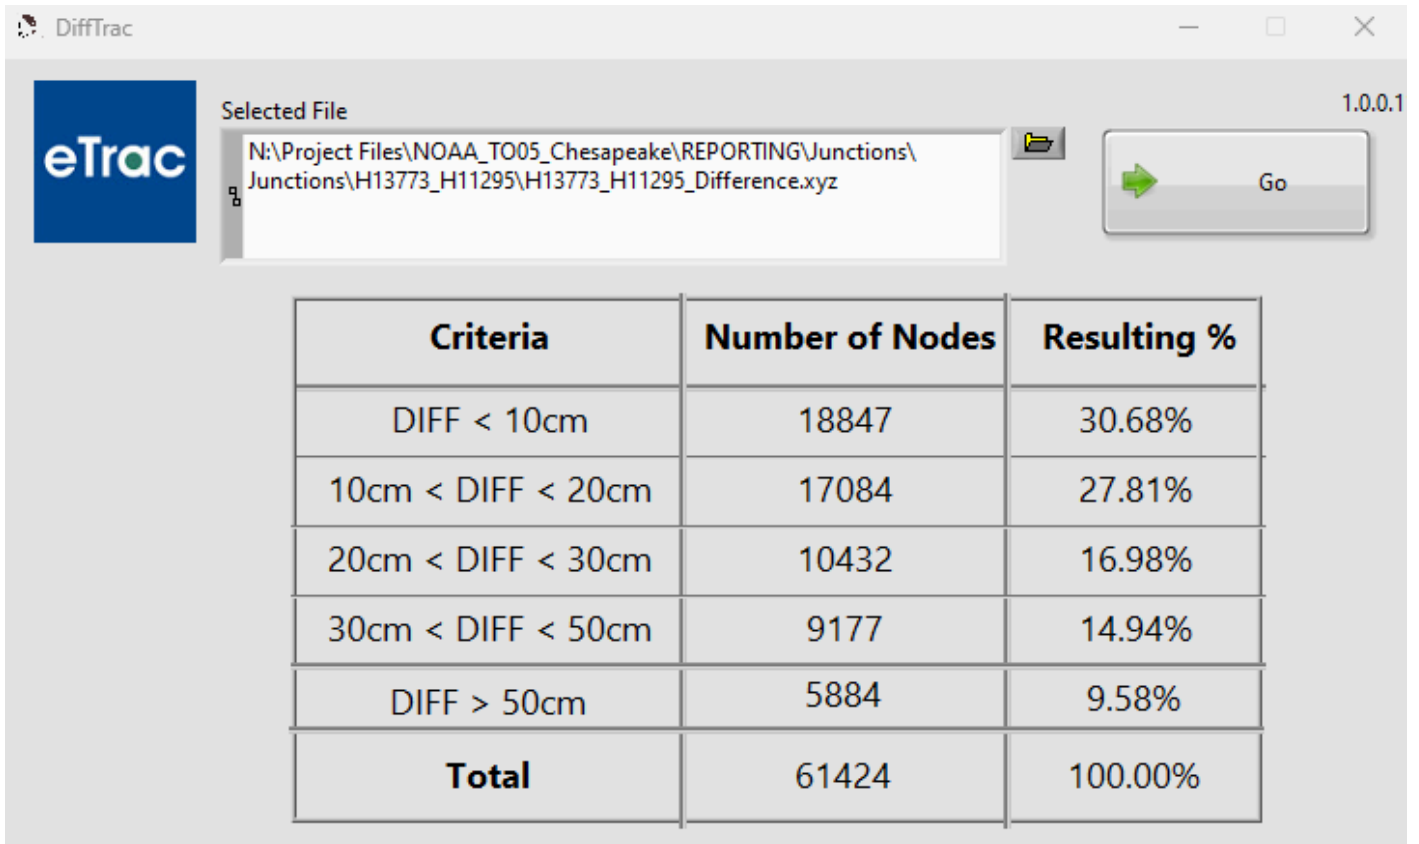 DiffTrac
eTrac
Selected File
1.0.0.1
N:\Project Files\NOAA_TO05_Chesapeake\REPORTING\Junctions\
Junctions\H13773_H11295\H13773_H11295_Difference.xyz
Go
Criteria Number of Nodes Resulting %
DIFF < 10cm 18847 30.68%
10cm < DIFF < 20cm 17084 27.81%
20cm < DIFF < 30cm 10432 16.98%
30cm < DIFF < 50cm 9177 14.94%
DIFF > 50cm 5884 9.58%
Total 61424 100.00%